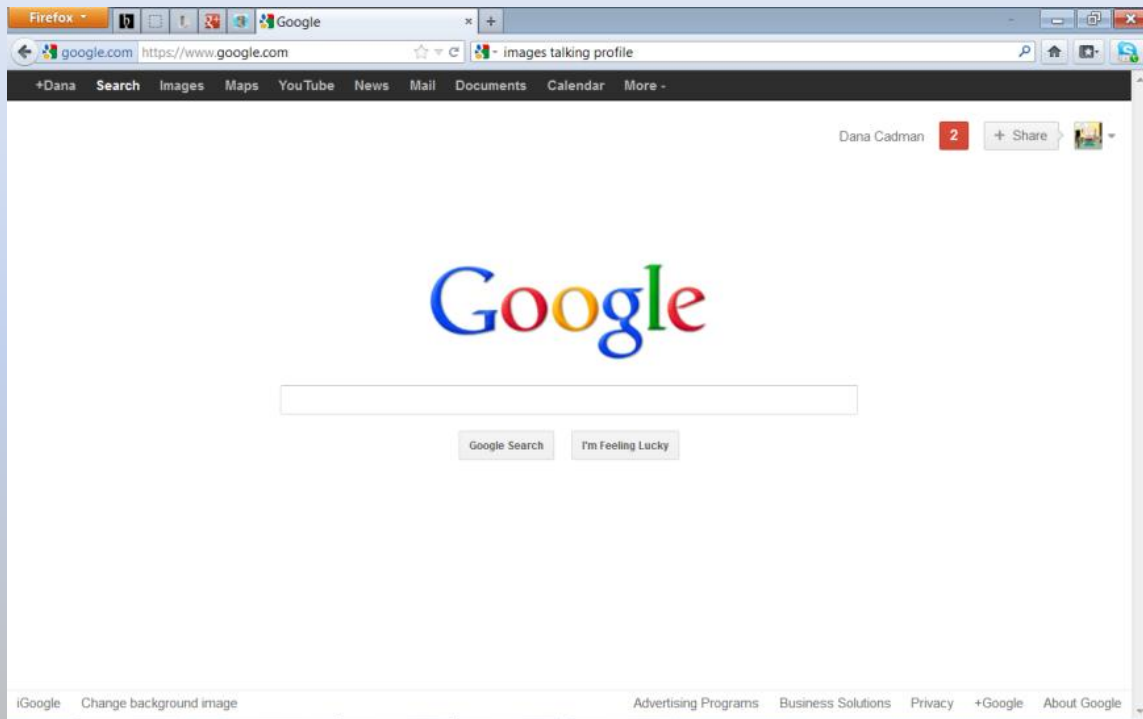 Firefox
Google
google.com https://www.google.com
images talking profile
+Dana Search Images Maps YouTube News Mail Documents Calendar More
Dana Cadman 2 + Share
Google
Google Search I'm Feeling Lucky
iGoogle Change background image Advertising Programs Business Solutions Privacy +Google About Google